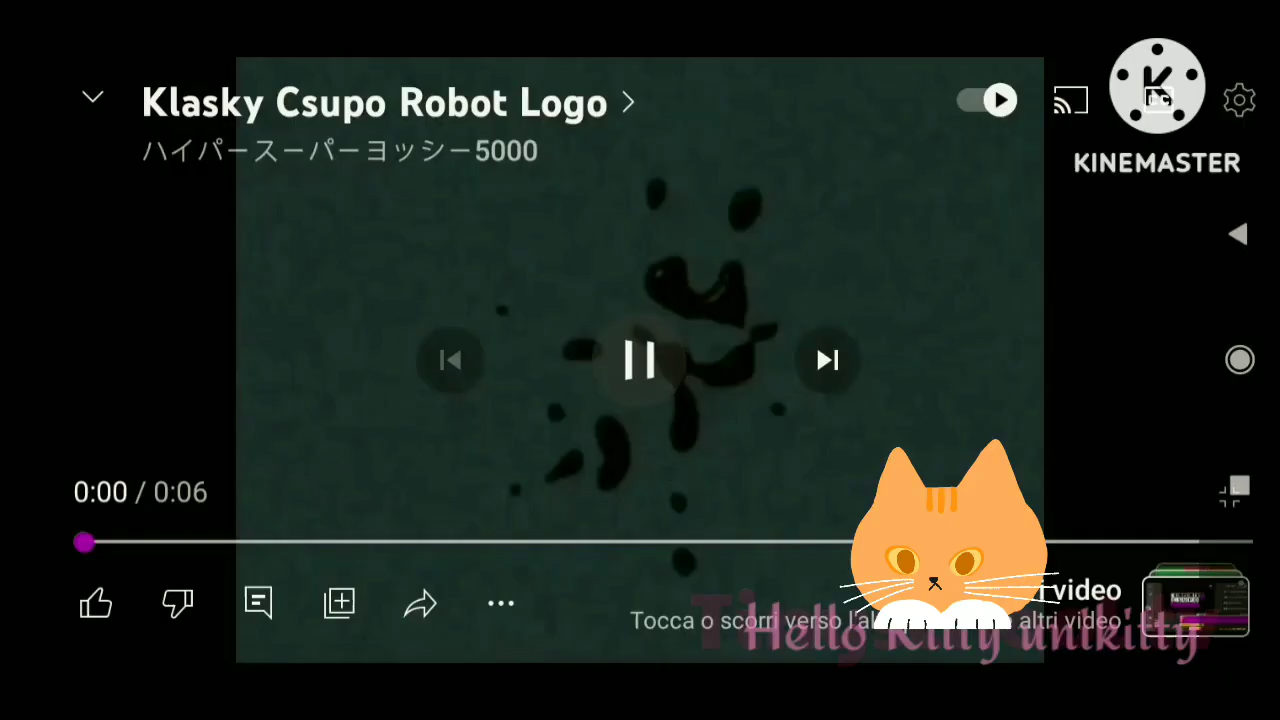 Klasky Csupo Robot Logo
ハイパースーパーヨッシー5000
KINEMASTER
0:00 / 0:06
video
Tocca o scorri verso l'al altri video
Hello Kitty unikitty